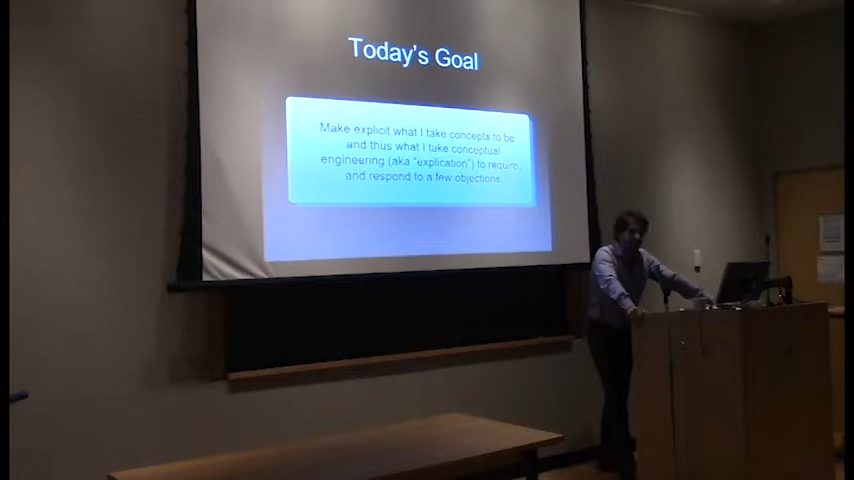 Today's Goal
Make explicit what I take concepts to be
and thus what I take conceptual
engineering (aka "explication") to require,
and respond to a few objections.